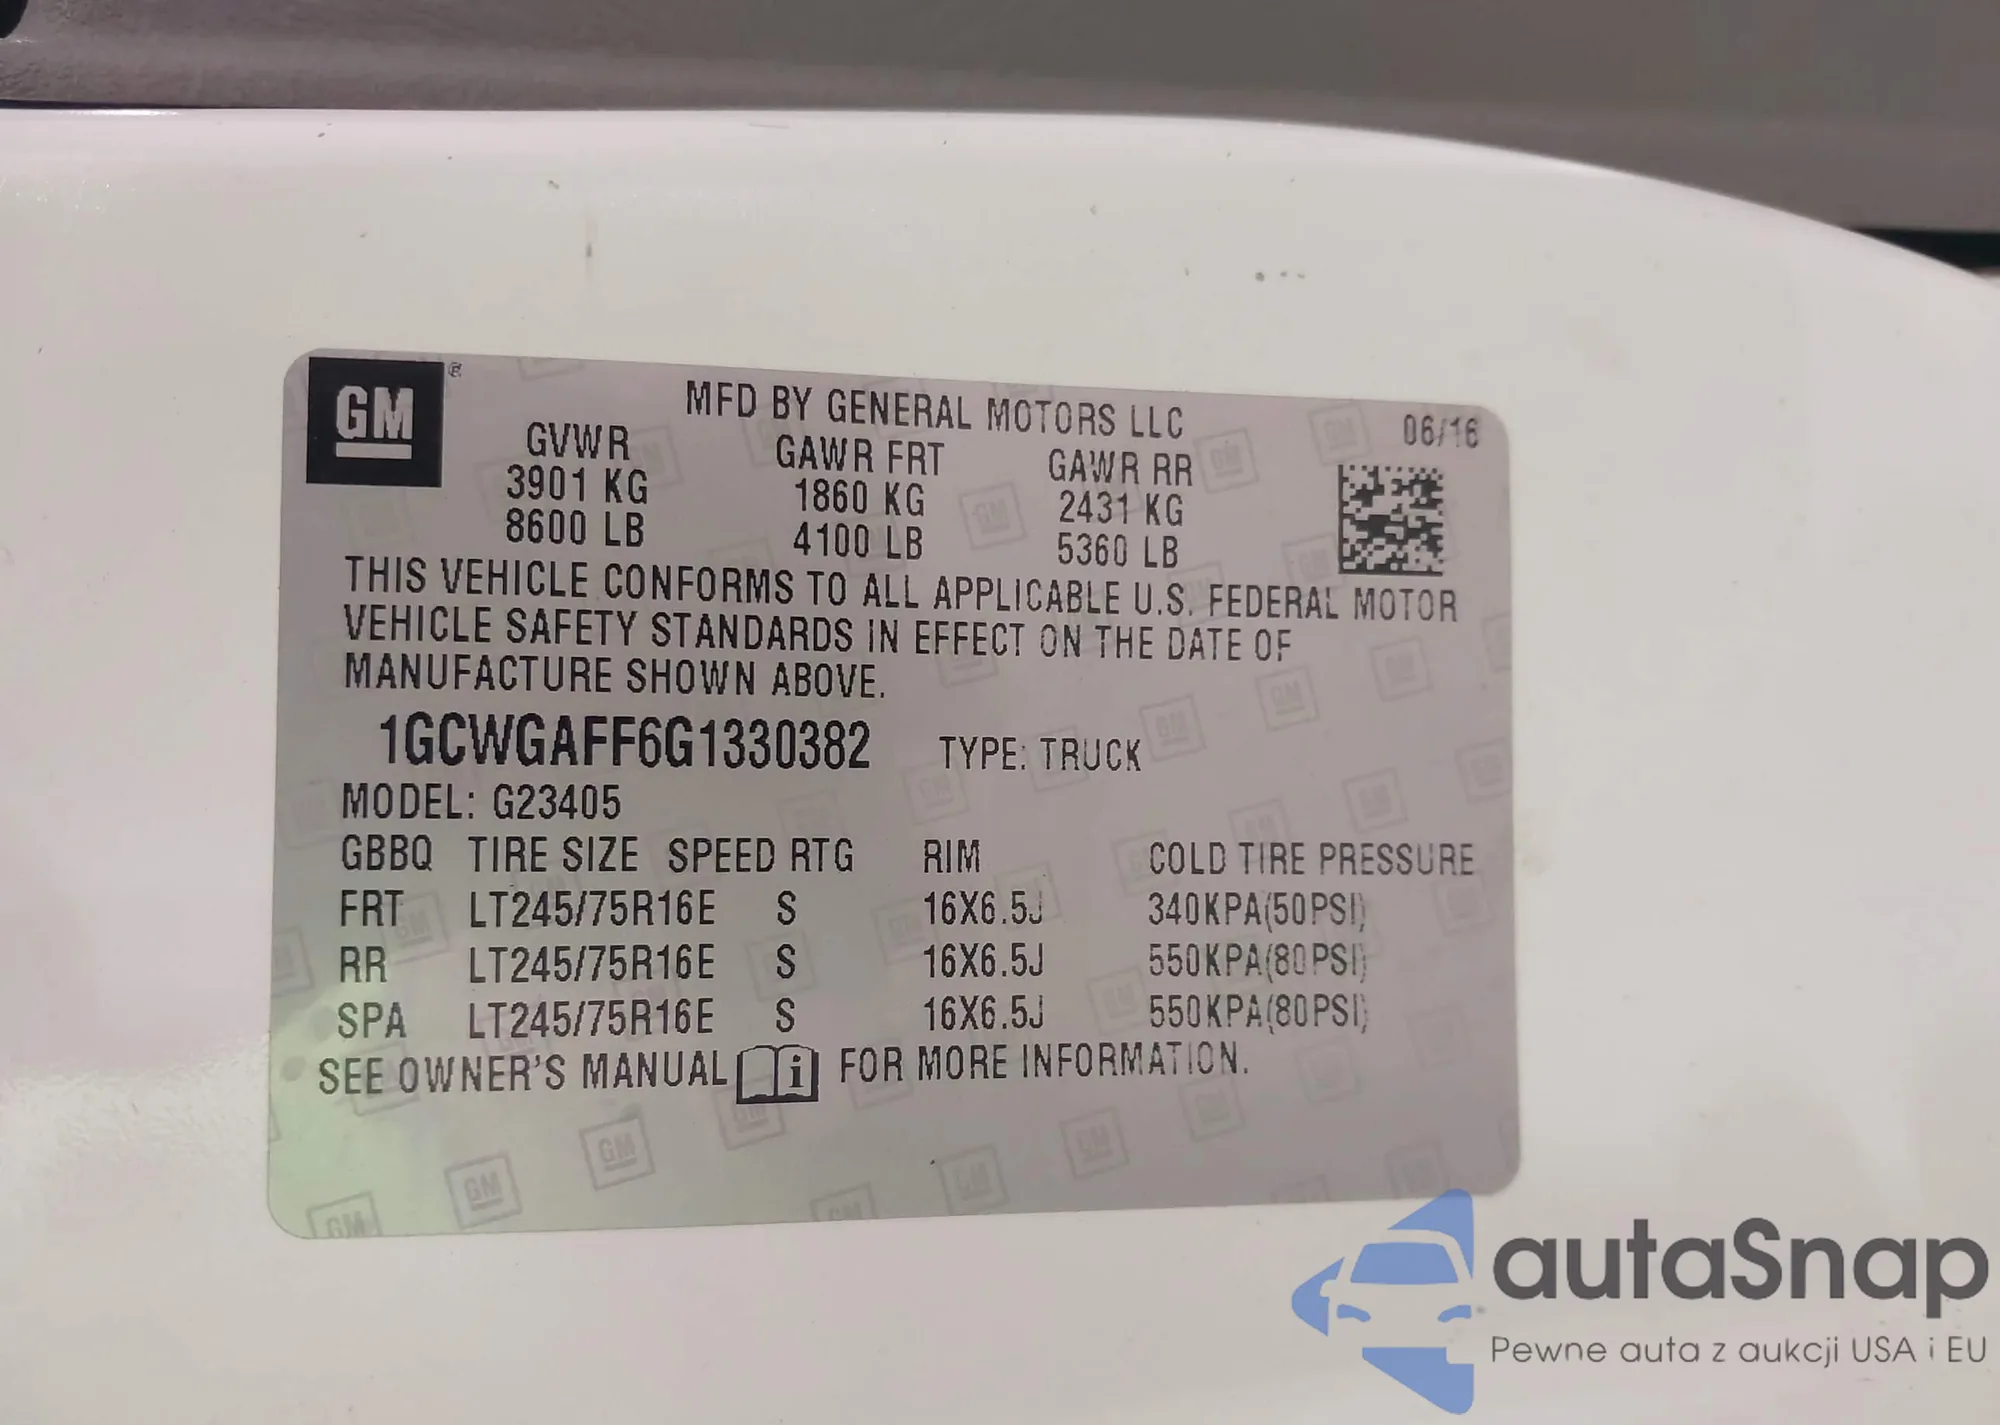 GM®
MFD BY GENERAL MOTORS LLC 06/16
GVWR GAWR FRT GAWR RR
3901 KG 1860 KG 2431 KG
8600 LB 4100 LB 5360 LB
THIS VEHICLE CONFORMS TO ALL APPLICABLE U.S. FEDERAL MOTOR
VEHICLE SAFETY STANDARDS IN EFFECT ON THE DATE OF
MANUFACTURE SHOWN ABOVE.
1GCWGAFF6G1330382 TYPE: TRUCK
MODEL: G23405
GBBQ TIRE SIZE SPEED RTG RIM COLD TIRE PRESSURE
FRT LT245/75R16E S 16X6.5J 340KPA(50PSI)
RR LT245/75R16E S 16X6.5J 550KPA(80PSI)
SPA LT245/75R16E S 16X6.5J 550KPA(80PSI)
SEE OWNER'S MANUAL i FOR MORE INFORMATION.
autaSnap
Pewne auta z aukcji USA i EU